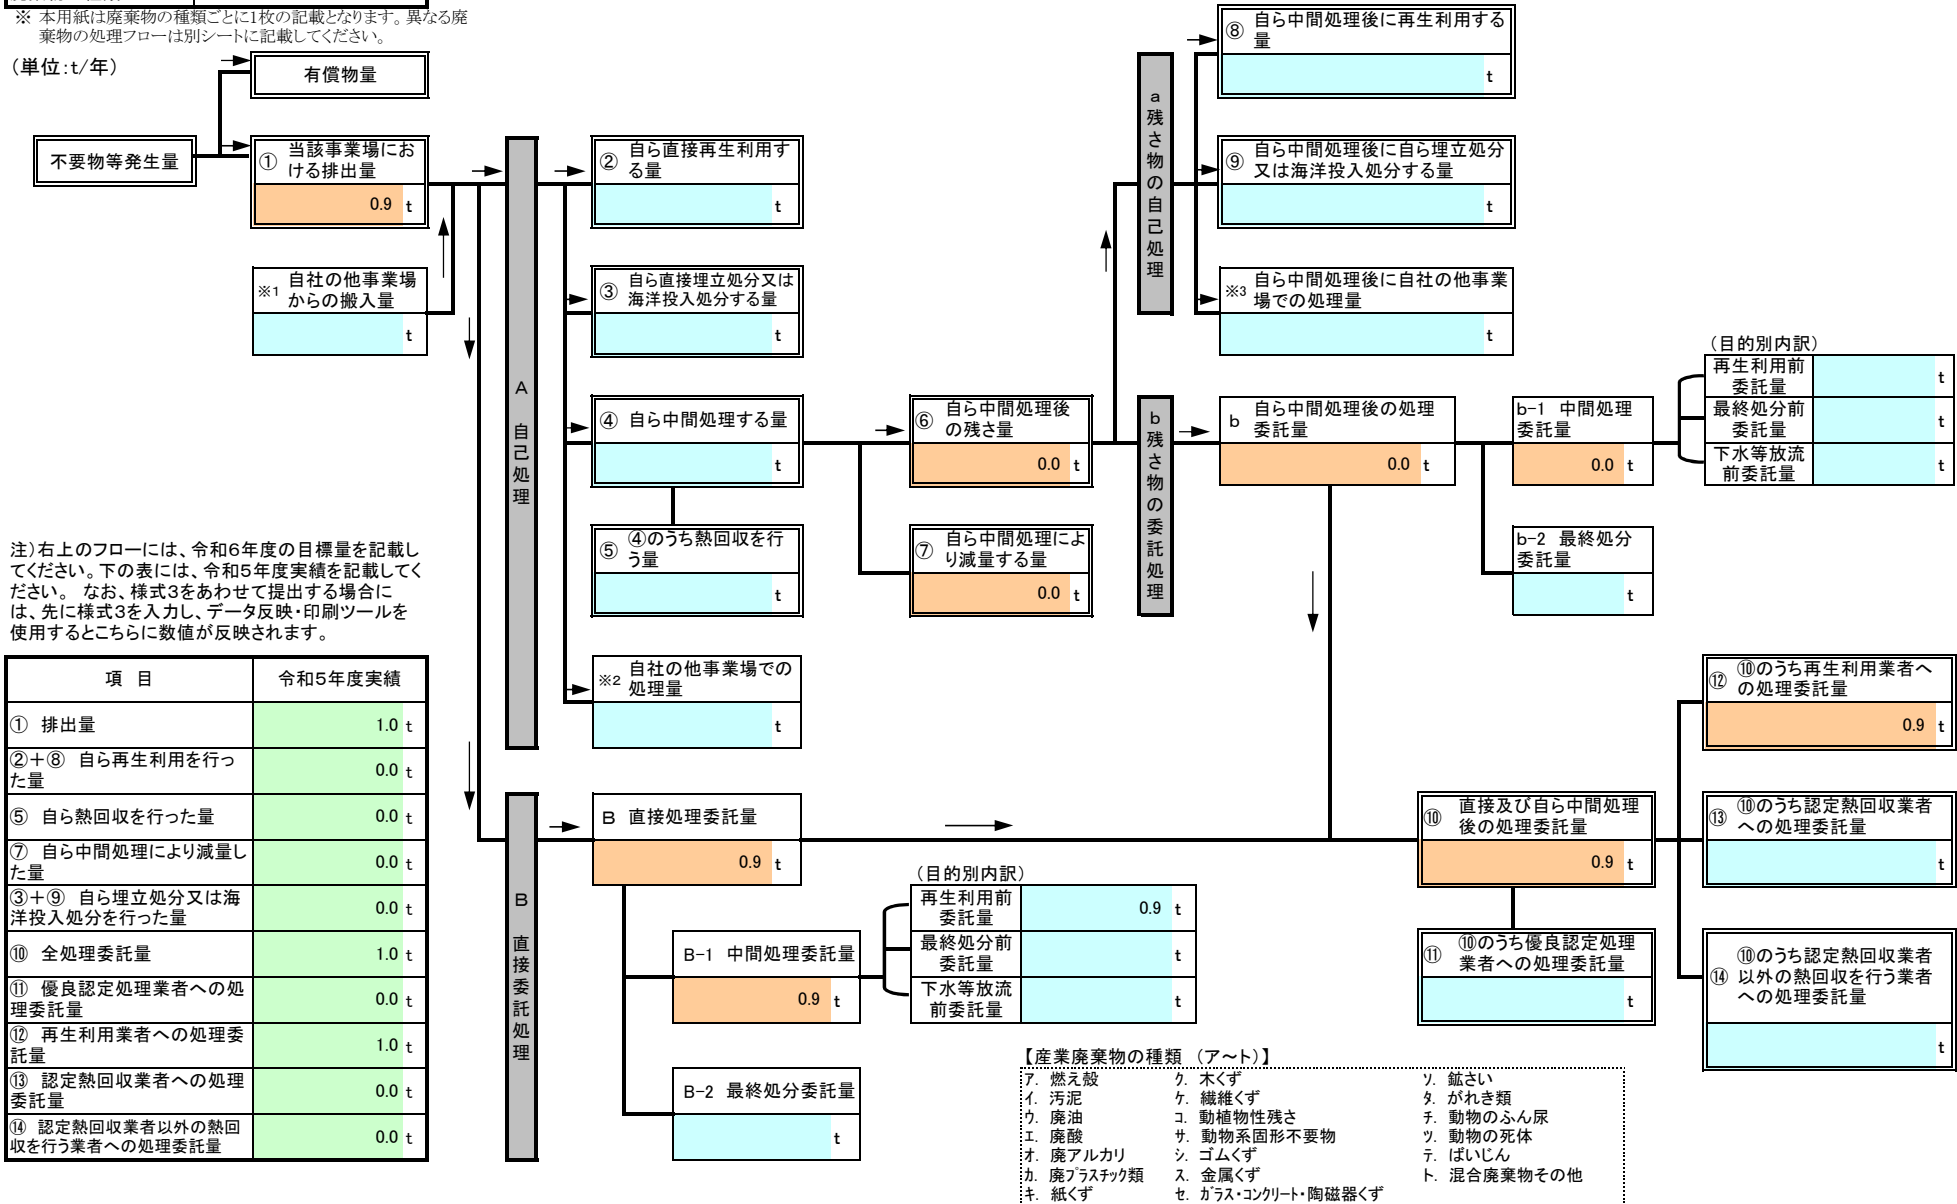 ※ 本用紙は廃棄物の種類ごとに1枚の記載となります。異なる廃
棄物の処理フローは別シートに記載してください。
(単位:t/年)
有償物量
不要物等発生量
① 当該事業場にお
ける排出量
0.9 t
※1 自社の他事業場
からの搬入量
t
A 自己処理
② 自ら直接再生利用す
る量
t
③ 自ら直接埋立処分又は
海洋投入処分する量
t
④ 自ら中間処理する量
t
⑤ ④のうち熱回収を行
う量
t
※2 自社の他事業場での
処理量
t
⑥ 自ら中間処理後
の残さ量
0.0 t
⑦ 自ら中間処理によ
り減量する量
0.0 t
a 残さ物の自己処理
⑧ 自ら中間処理後に再生利用する
量
t
⑨ 自ら中間処理後に自ら埋立処分
又は海洋投入処分する量
t
※3 自ら中間処理後に自社の他事業
場での処理量
t
b 残さ物の委託処理
b 自ら中間処理後の処理
委託量
0.0 t
b-1 中間処理
委託量
0.0 t
(目的別内訳)
再生利用前
委託量
t
最終処分前
委託量
t
下水等放流
前委託量
t
b-2 最終処分
委託量
t
注)右上のフローには、令和6年度の目標量を記載し
てください。下の表には、令和5年度実績を記載してく
ださい。 なお、様式3をあわせて提出する場合に
は、先に様式3を入力し、データ反映・印刷ツールを
使用するとこちらに数値が反映されます。
項 目 令和5年度実績
① 排出量 1.0 t
②+⑧ 自ら再生利用を行っ
た量 0.0 t
⑤ 自ら熱回収を行った量 0.0 t
⑦ 自ら中間処理により減量し
た量 0.0 t
③+⑨ 自ら埋立処分又は海
洋投入処分を行った量 0.0 t
⑩ 全処理委託量 1.0 t
⑪ 優良認定処理業者への処
理委託量 0.0 t
⑫ 再生利用業者への処理委
託量 1.0 t
⑬ 認定熱回収業者への処理
委託量 0.0 t
⑭ 認定熱回収業者以外の熱回
収を行う業者への処理委託量 0.0 t
B 直接委託処理
B 直接処理委託量
0.9 t
B-1 中間処理委託量
0.9 t
(目的別内訳)
再生利用前
委託量
0.9 t
最終処分前
委託量
t
下水等放流
前委託量
t
B-2 最終処分委託量
t
⑩ 直接及び自ら中間処理
後の処理委託量
0.9 t
⑪ ⑩のうち優良認定処理
業者への処理委託量
t
⑫ ⑩のうち再生利用業者へ
の処理委託量
0.9 t
⑬ ⑩のうち認定熱回収業者
への処理委託量
t
⑭ ⑩のうち認定熱回収業者
以外の熱回収を行う業者
への処理委託量
t
【産業廃棄物の種類 (ア~ト)】
ア. 燃え殻 ク. 木くず ソ. 鉱さい
イ. 汚泥 ケ. 繊維くず タ. がれき類
ウ. 廃油 コ. 動植物性残さ チ. 動物のふん尿
エ. 廃酸 サ. 動物系固形不要物 ツ. 動物の死体
オ. 廃アルカリ シ. ゴムくず テ. ばいじん
カ. 廃プラスチック類 ス. 金属くず ト. 混合廃棄物その他
キ. 紙くず セ. ガラス・コンクリート・陶磁器くず